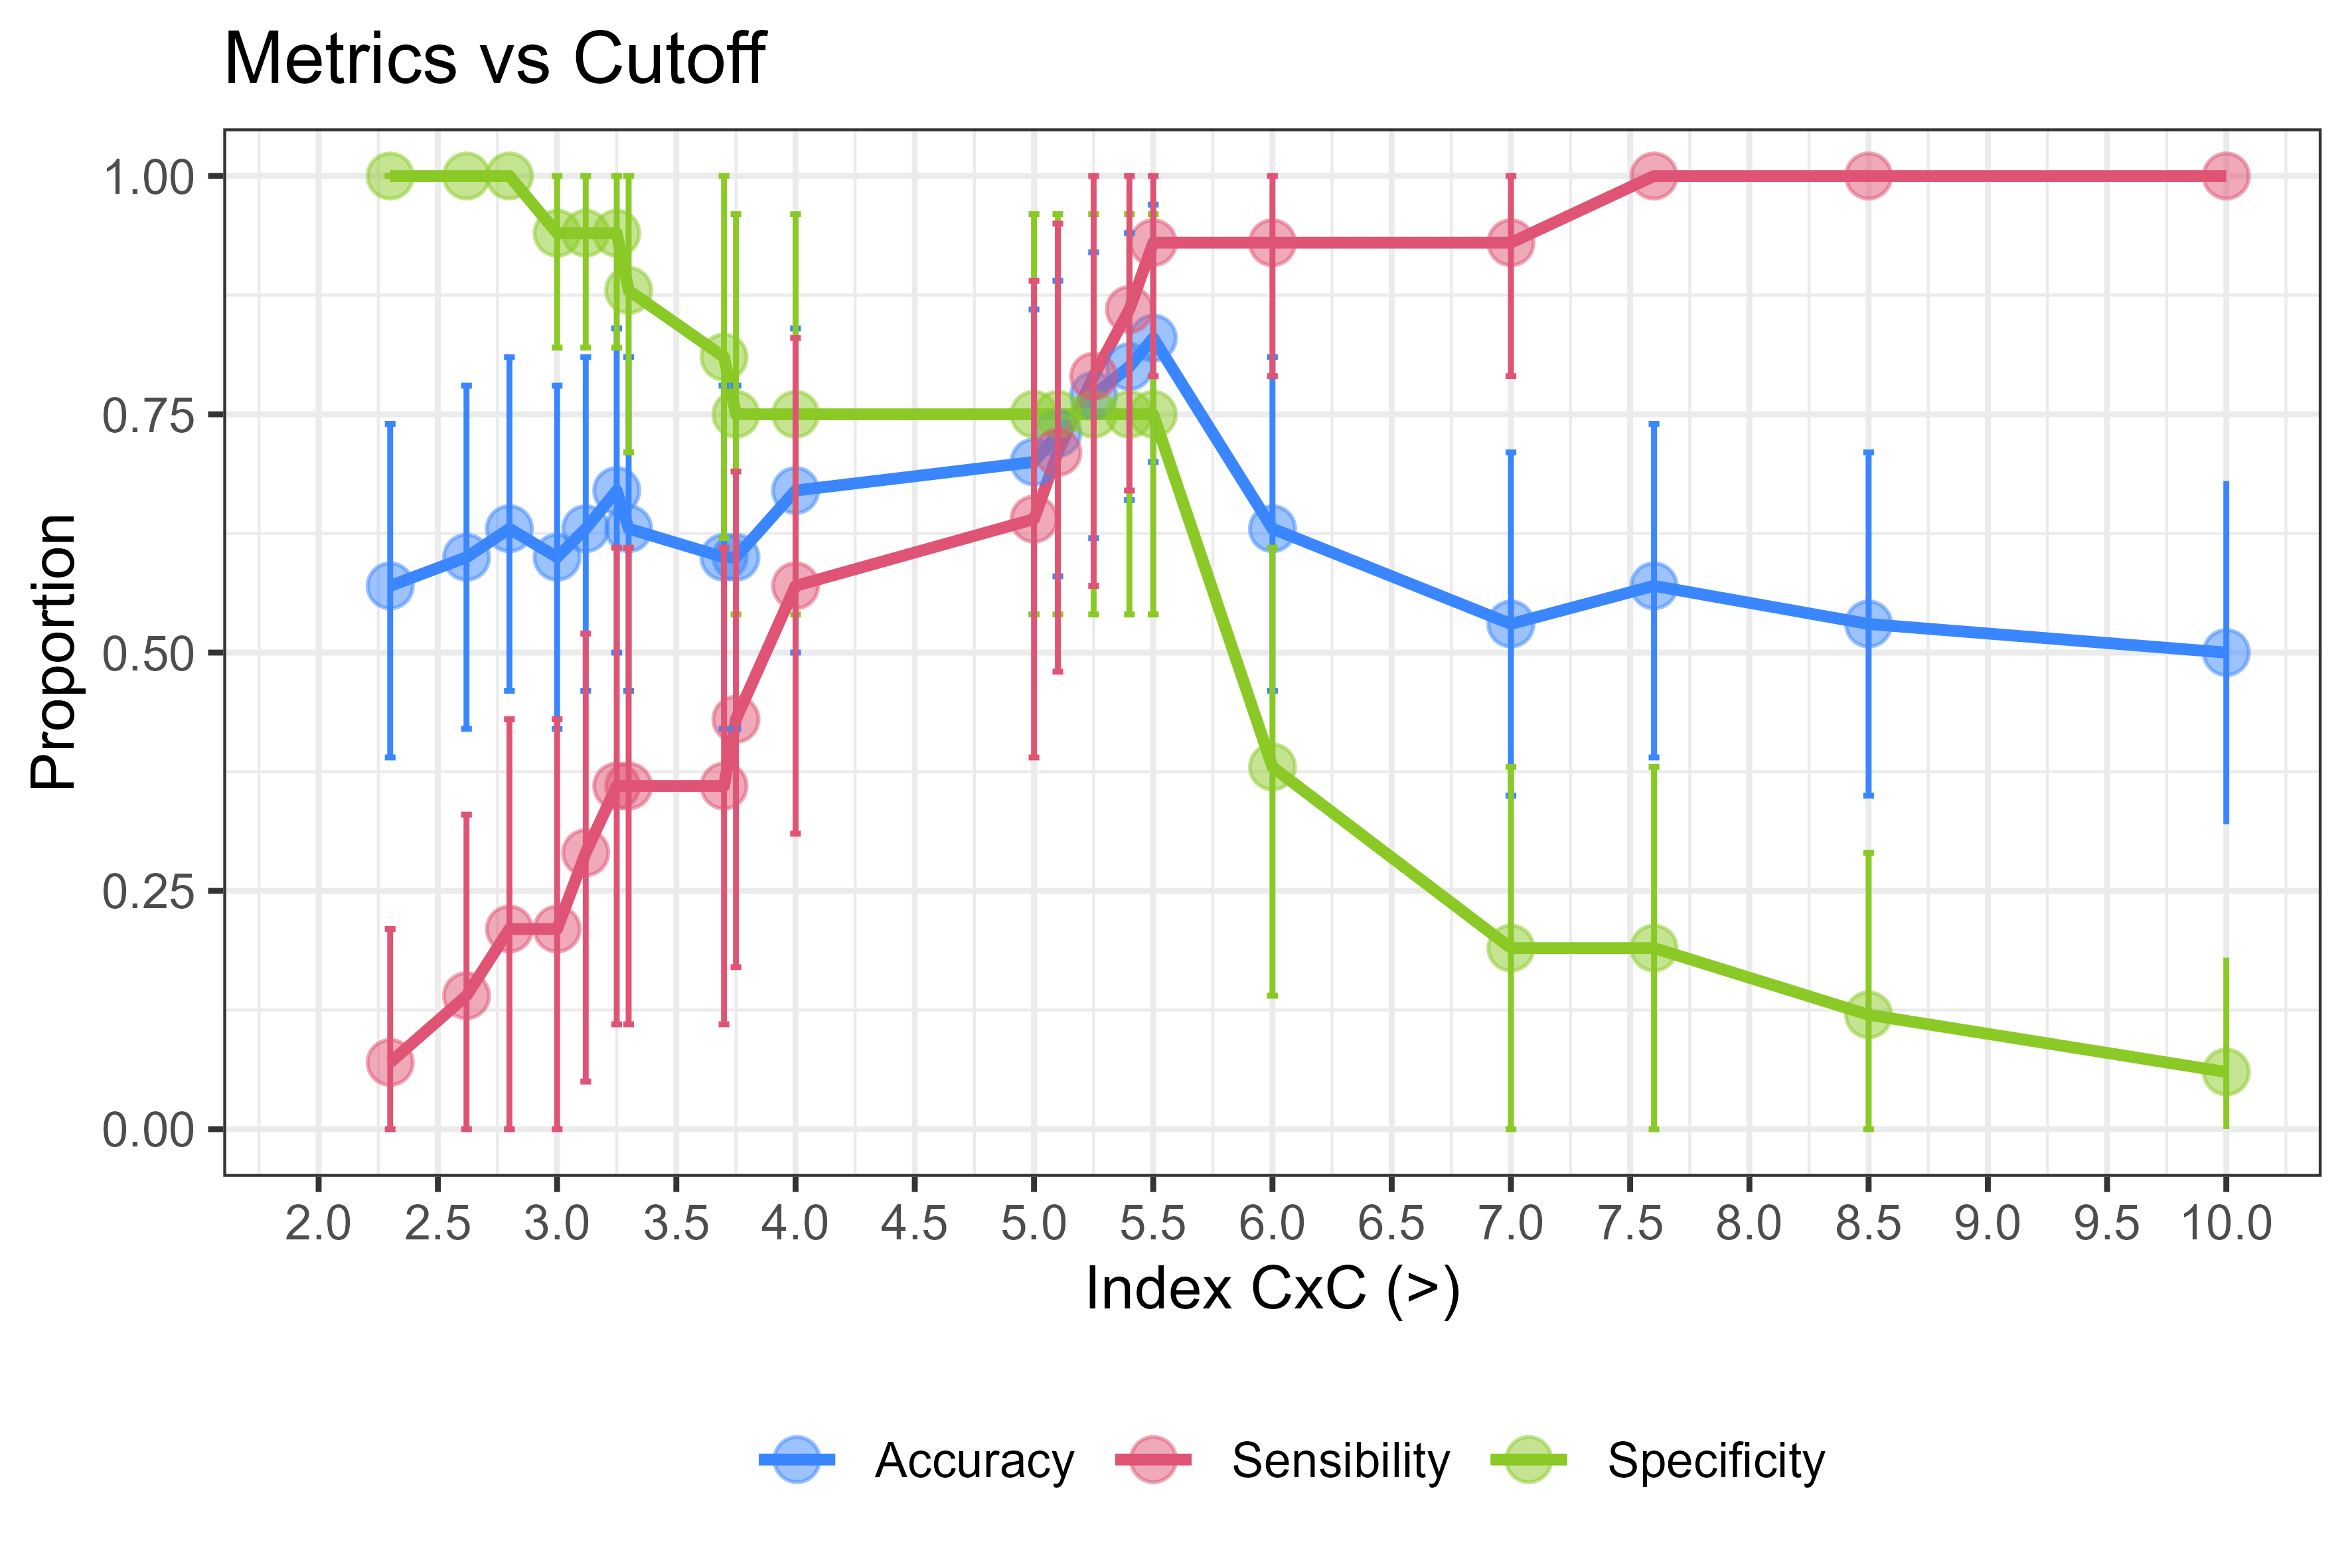 Metrics vs Cutoff
1.00
0.75
0.50
0.25
0.00
Proportion
2.0 2.5 3.0 3.5 4.0 4.5 5.0 5.5 6.0 6.5 7.0 7.5 8.0 8.5 9.0 9.5 10.0
Index CxC (>)
Accuracy Sensibility Specificity